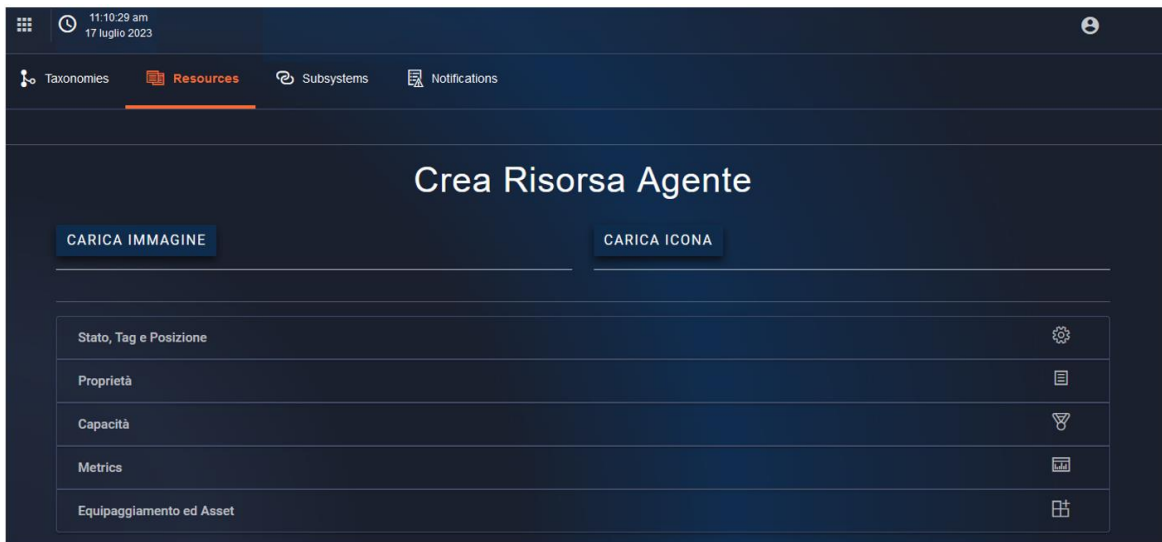 11:10:29 am
17 luglio 2023
Taxonomies Resources Subsystems Notifications
Crea Risorsa Agente
CARICA IMMAGINE CARICA ICONA
Stato, Tag e Posizione
Proprietà
Capacità
Metrics
Equipaggiamento ed Asset